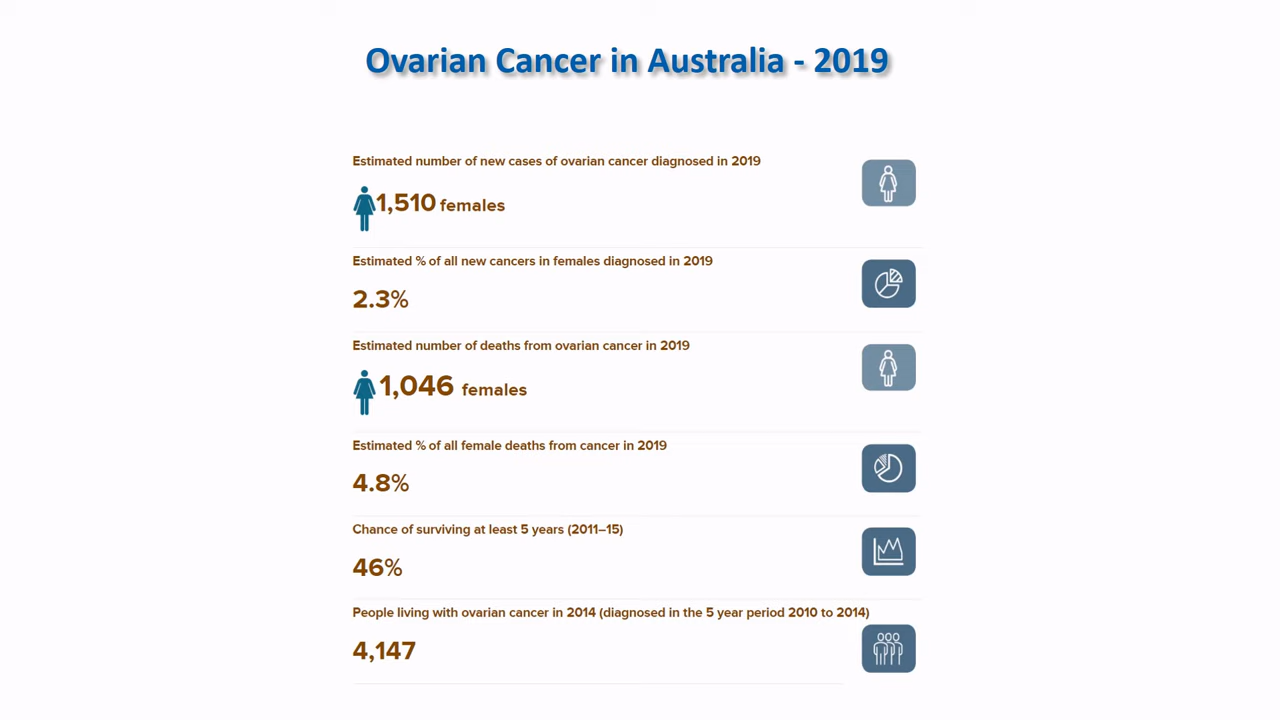 Ovarian Cancer in Australia - 2019
Estimated number of new cases of ovarian cancer diagnosed in 2019
1,510 females
Estimated % of all new cancers in females diagnosed in 2019
2.3%
Estimated number of deaths from ovarian cancer in 2019
1,046 females
Estimated % of all female deaths from cancer in 2019
4.8%
Chance of surviving at least 5 years (2011–15)
46%
People living with ovarian cancer in 2014 (diagnosed in the 5 year period 2010 to 2014)
4,147